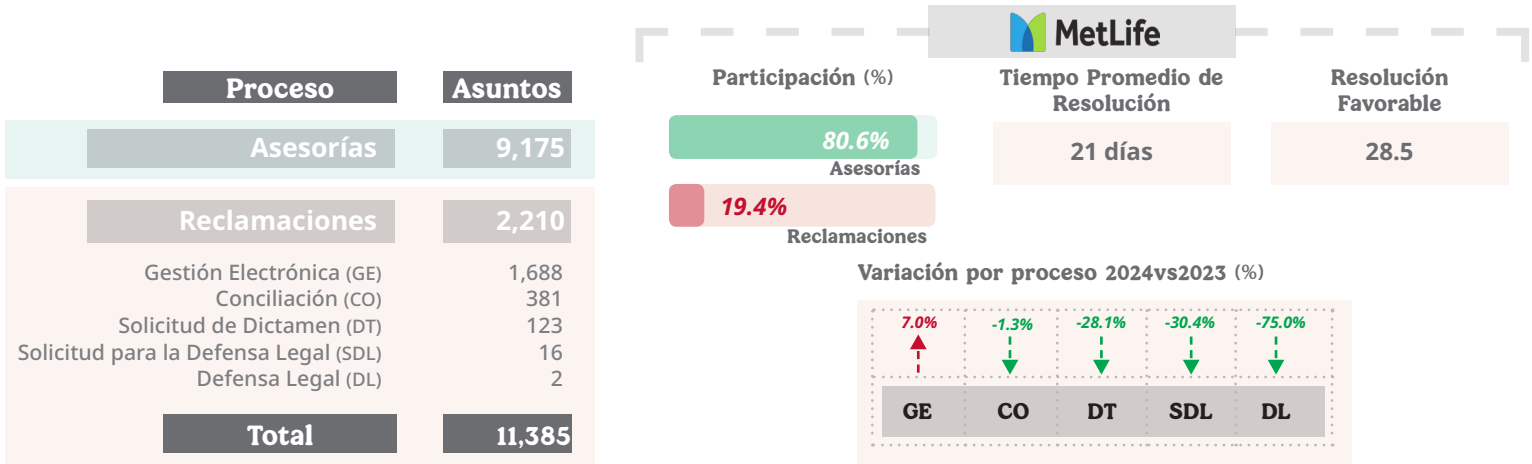 Proceso Asuntos
Asesorías 9,175
Reclamaciones 2,210
Gestión Electrónica (GE) 1,688
Conciliación (CO) 381
Solicitud de Dictamen (DT) 123
Solicitud para la Defensa Legal (SDL) 16
Defensa Legal (DL) 2
Total 11,385
MetLife
Participación (%)
80.6%
Asesorías
19.4%
Reclamaciones
Tiempo Promedio de
Resolución
21 días
Resolución
Favorable
28.5
Variación por proceso 2024vs2023 (%)
7.0% -1.3% -28.1% -30.4% -75.0%
GE CO DT SDL DL